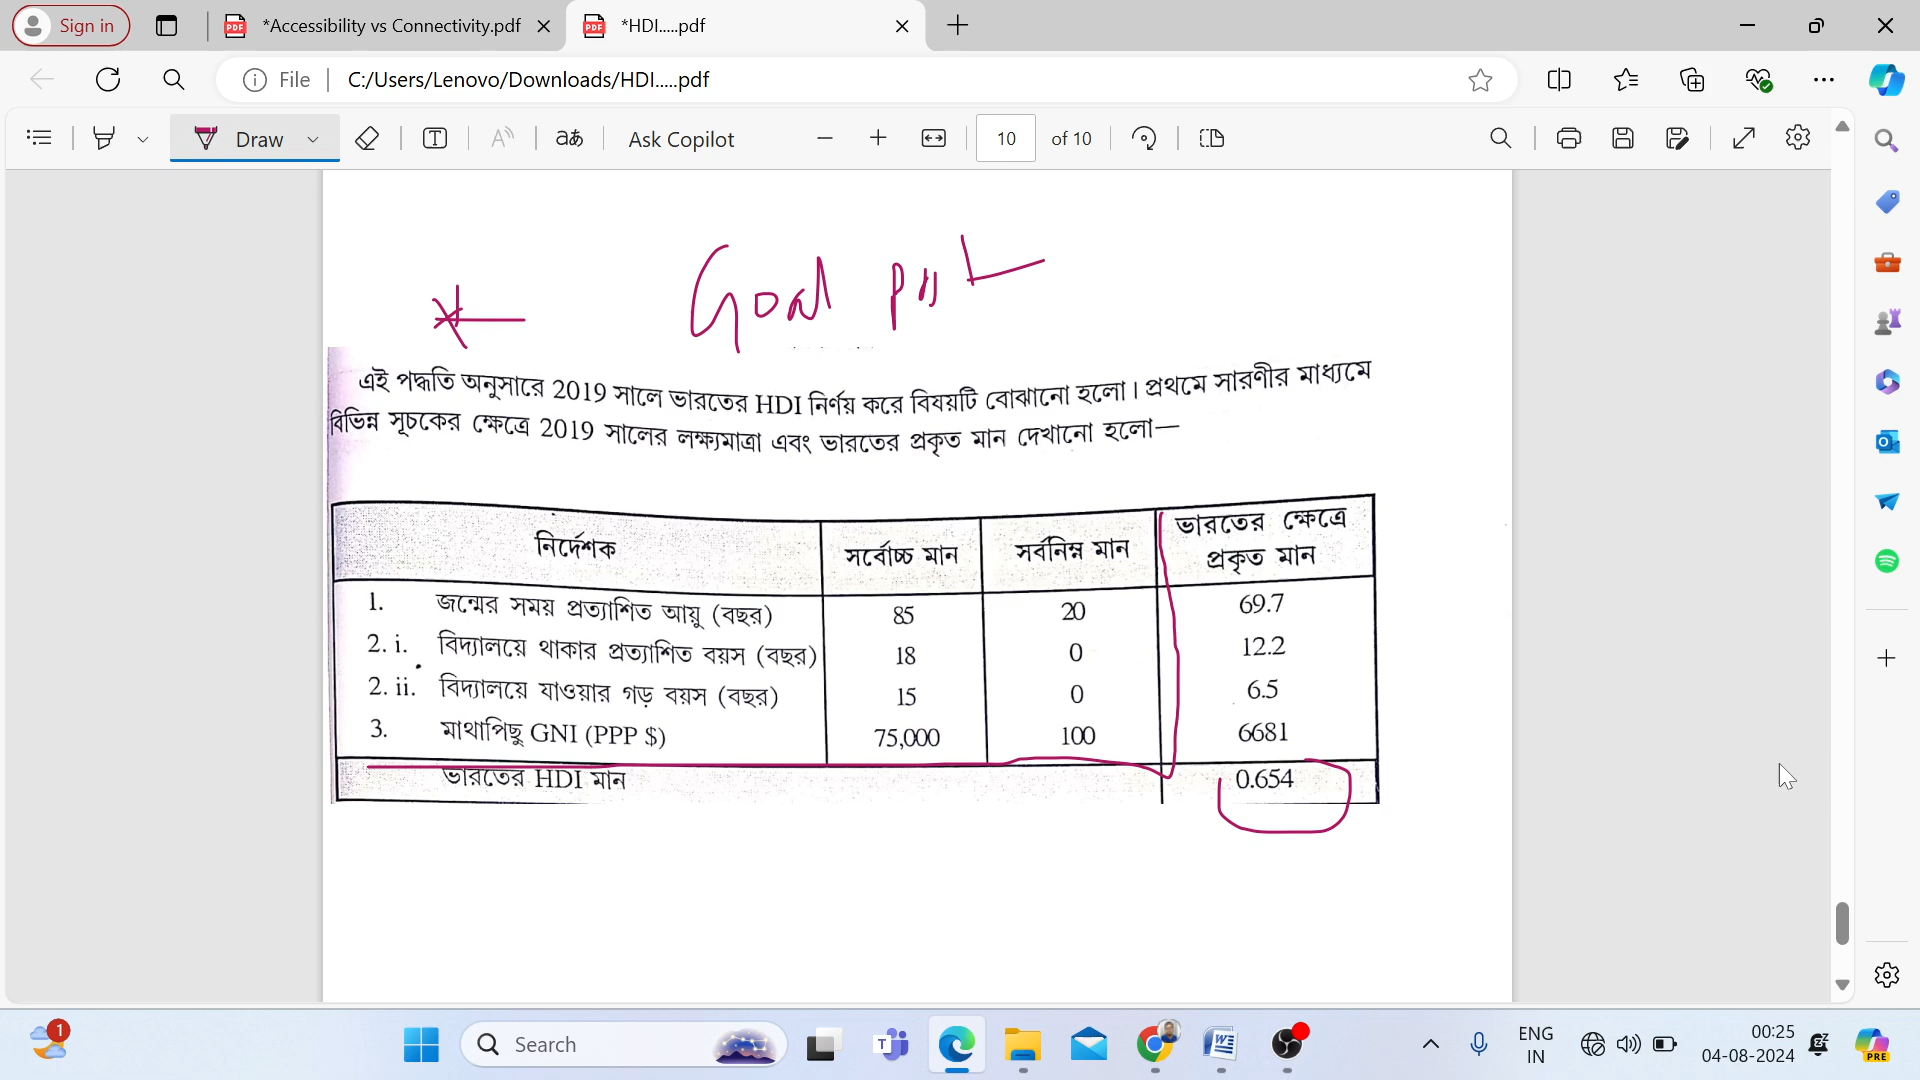 Sign in
*Accessibility vs Connectivity.pdf
*HDI.....pdf
File
C:/Users/Lenovo/Downloads/HDI.....pdf
Draw
Ask Copilot
10
of 10
Goal
এই পদ্ধতি অনুসারে 2019 সালে ভারতের HDI নির্ণয় করে বিষয়টি বোঝানো হলো। প্রথমে সারণীর মাধ্যমে
বিভিন্ন সূচকের ক্ষেত্রে 2019 সালের লক্ষ্যমাত্রা এবং ভারতের প্রকৃত মান দেখানো হলো—
নির্দেশক সর্বোচ্চ মান সর্বনিম্ন মান ভারতের ক্ষেত্রে
প্রকৃত মান
1. জন্মের সময় প্রত্যাশিত আয়ু (বছর) 85 20 69.7
2. i. বিদ্যালয়ে থাকার প্রত্যাশিত বয়স (বছর) 18 0 12.2
2. ii. বিদ্যালয়ে যাওয়ার গড় বয়স (বছর) 15 0 6.5
3. মাথাপিছু GNI (PPP $) 75,000 100 6681
ভারতের HDI মান 0.654
1
Search
ENG
IN
00:25
04-08-2024
PRE